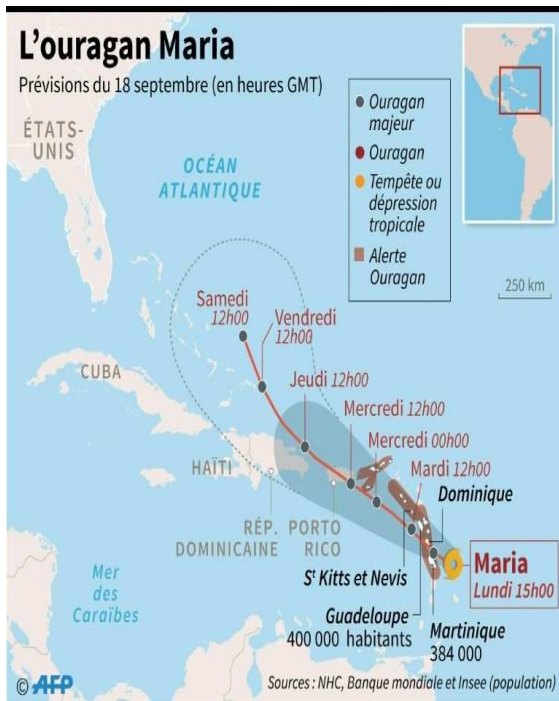 L'ouragan Maria
Prévisions du 18 septembre (en heures GMT)
ÉTATS-
UNIS
OCÉAN
ATLANTIQUE
Ouragan
majeur
Ouragan
Tempête ou
dépression
tropicale
Alerte
Ouragan
250 km
Samedi
12h00
Vendredi
12h00
CUBA
Jeudi 12h00
Mercredi 12h00
Mercredi 00h00
HAÏTI
Mardi 12h00
Dominique
RÉP.
DOMINICAINE
PORTO
RICO
Maria
Lundi 15h00
St Kitts et Nevis
Mer
des
Caraïbes
Guadeloupe
400 000 habitants
Martinique
384 000
© AFP
Sources : NHC, Banque mondiale et Insee (population)